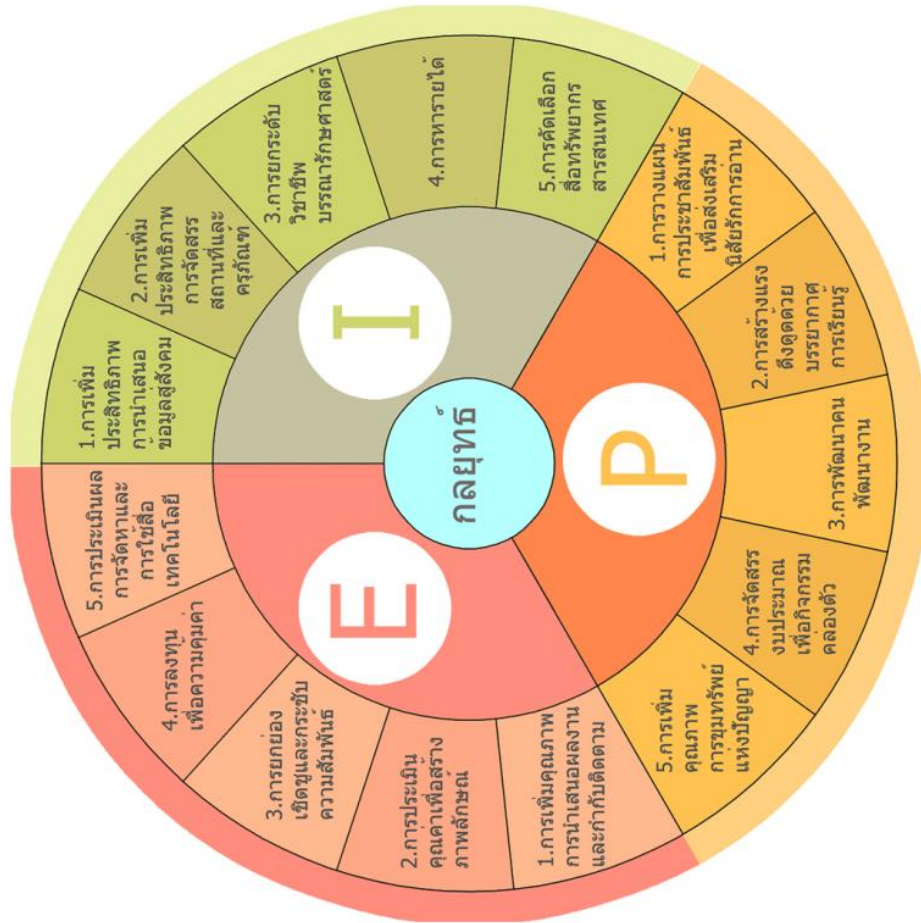 กลยุทธ์
P
1.การวางแผน
การประชาสัมพันธ์
เพื่อส่งเสริม
นิสัยรักการอ่าน
2.การสร้างแรง
ดึงดูดด้วย
บรรยากาศ
การเรียนรู้
3.การพัฒนาคน
พัฒนางาน
4.การจัดสรร
งบประมาณ
เพื่อกิจกรรม
คล่องตัว
5.การเพิ่ม
คุณภาพ
การขุมทรัพย์
แห่งปัญญา
E
1.การเพิ่มคุณภาพ
การนำเสนอผลงาน
และกำกับติดตาม
2.การประเมิน
คุณค่าเพื่อสร้าง
ภาพลักษณ์
3.การยกย่อง
เชิดชูและกระชับ
ความสัมพันธ์
4.การลงทุน
เพื่อความคุ้มค่า
5.การประเมินผล
การจัดหาและ
การใช้สื่อ
เทคโนโลยี
I
1.การเพิ่ม
ประสิทธิภาพ
การนำเสนอ
ข้อมูลสู่สังคม
2.การเพิ่ม
ประสิทธิภาพ
การจัดสรร
สถานที่และ
ครุภัณฑ์
3.การยกระดับ
วิชาชีพ
บรรณารักษศาสตร์
4.การหารายได้
5.การคัดเลือก
สื่อทรัพยากร
สารสนเทศ